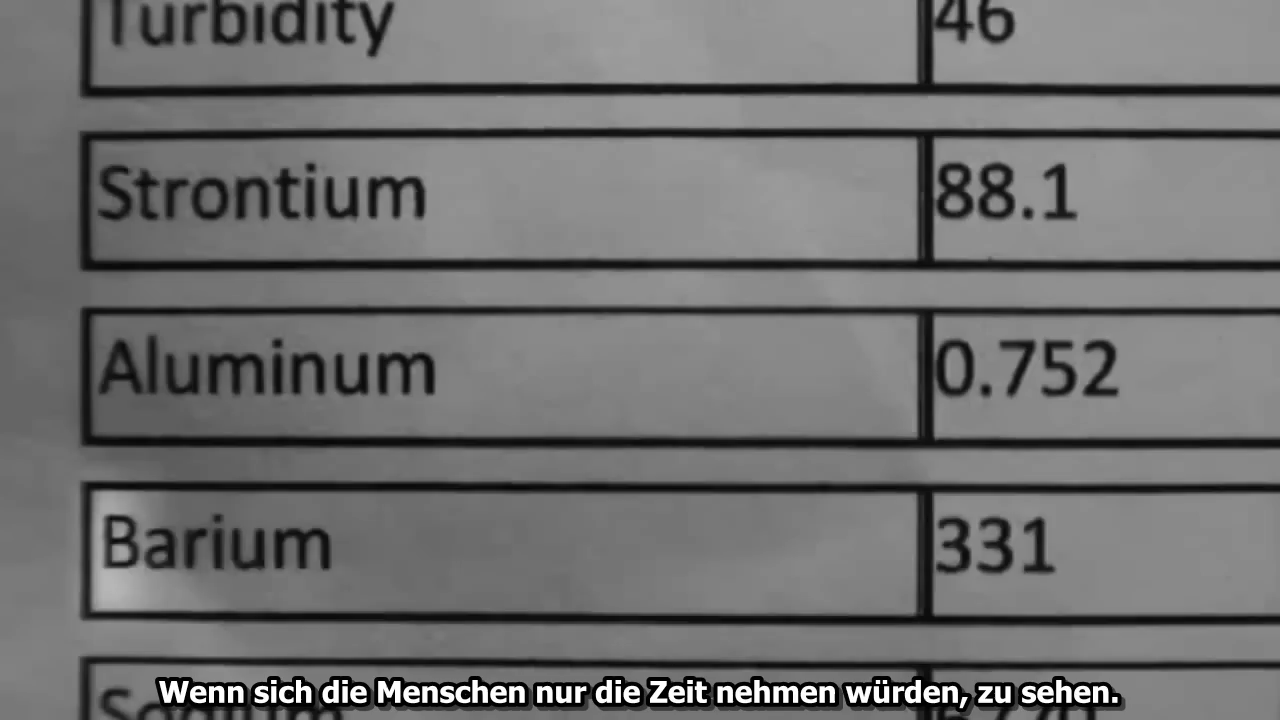 Turbidity 46
Strontium 88.1
Aluminum 0.752
Barium 331
Sodium
Wenn sich die Menschen nur die Zeit nehmen würden, zu sehen.